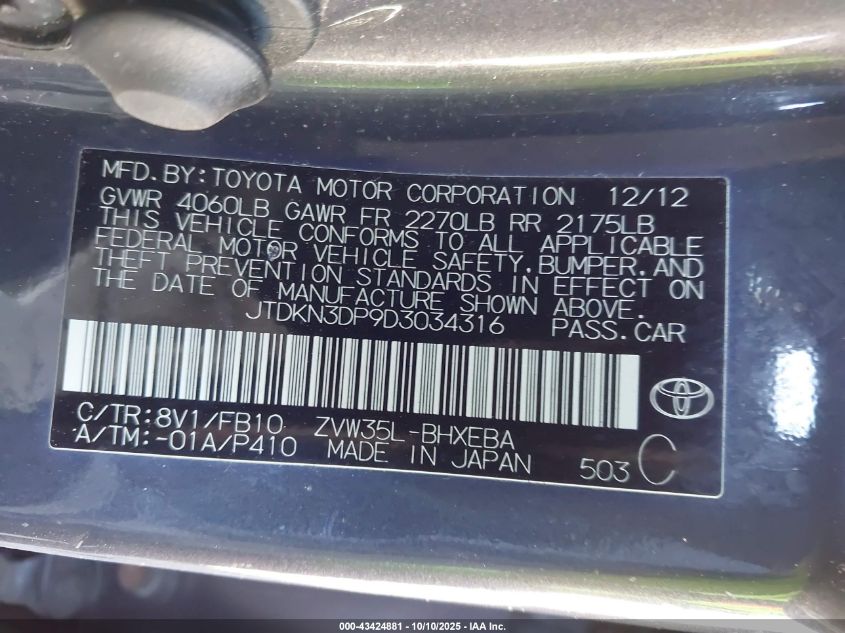 MFD.BY:TOYOTA MOTOR CORPORATION 12/12
GVWR 4060LB GAWR FR 2270LB RR 2175LB
THIS VEHICLE CONFORMS TO ALL APPLICABLE
FEDERAL MOTOR VEHICLE SAFETY,BUMPER,AND
THEFT PREVENTION STANDARDS IN EFFECT ON
THE DATE OF MANUFACTURE SHOWN ABOVE.
JTDKN3DP9D3034316 PASS.CAR
C/TR:8V1/FB10 ZVW35L-BHXEBA
A/TM:-01A/P410 MADE IN JAPAN 503 C
000-43424881 - 10/10/2025 - IAA Inc.